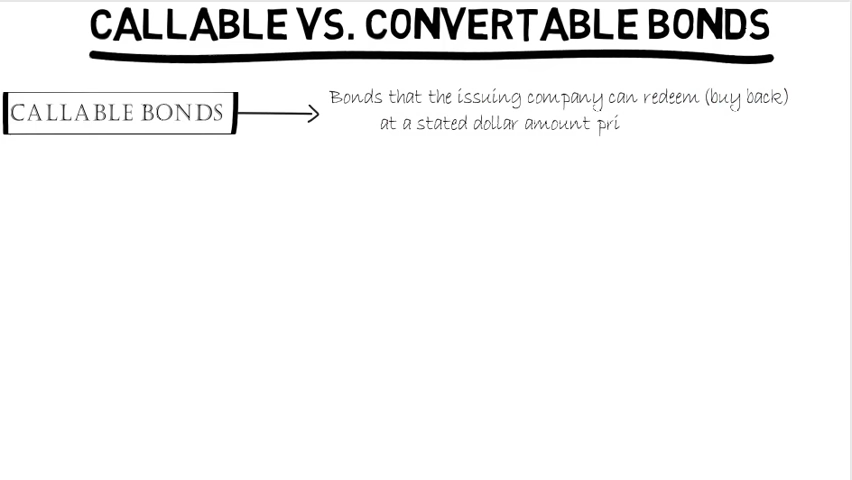 CALLABLE VS. CONVERTABLE BONDS
CALLABLE BONDS
Bonds that the issuing company can redeem (buy back)
at a stated dollar amount pri